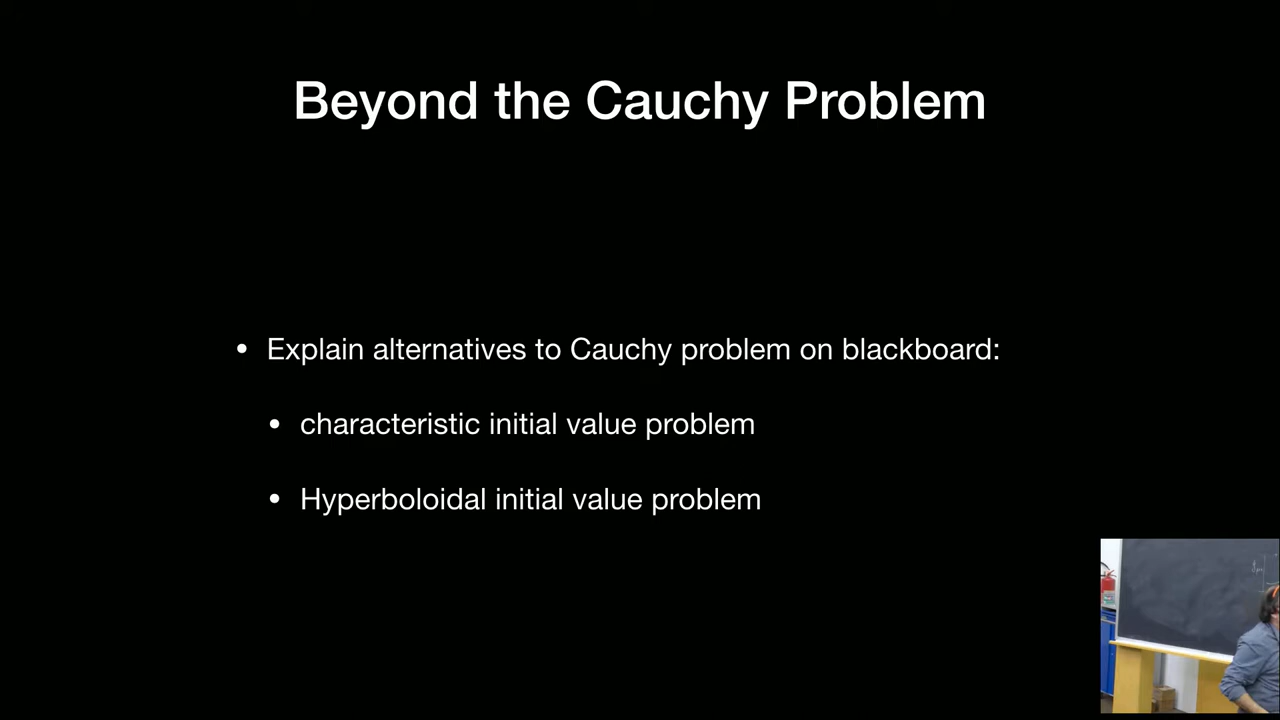 Beyond the Cauchy Problem
• Explain alternatives to Cauchy problem on blackboard:
• characteristic initial value problem
• Hyperboloidal initial value problem